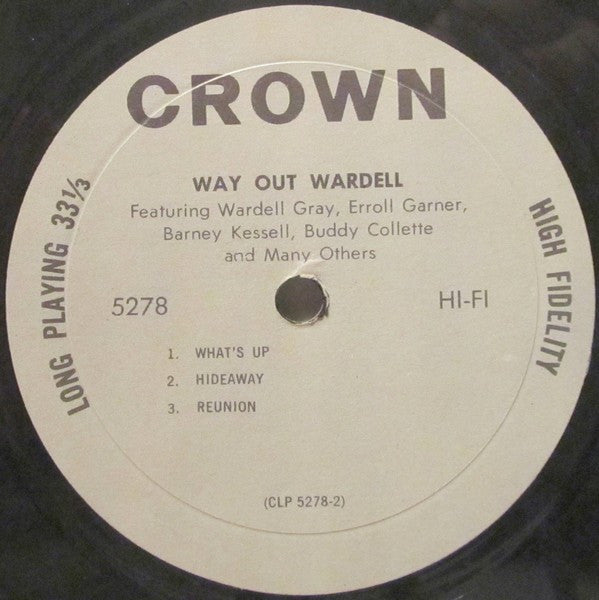 CROWN
WAY OUT WARDELL
Featuring Wardell Gray, Erroll Garner,
Barney Kessell, Buddy Collette
and Many Others
LONG PLAYING 33⅓
HIGH FIDELITY
5278
HI-FI
1. WHAT'S UP
2. HIDEAWAY
3. REUNION
(CLP 5278-2)